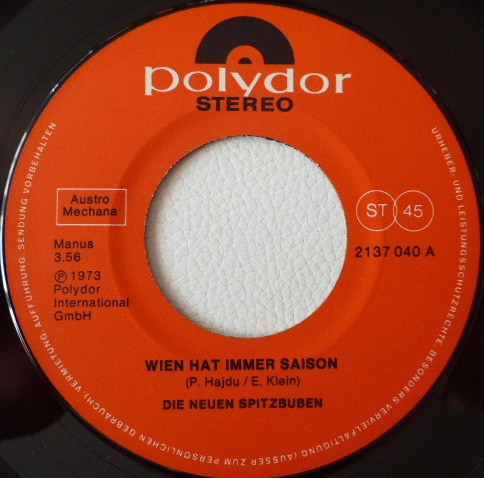 polydor
STEREO
Austro
Mechana
Manus
3.56
Ⓟ 1973
Polydor
International
GmbH
ST 45
2137 040 A
WIEN HAT IMMER SAISON
(P. Hajdu / E. Klein)
DIE NEUEN SPITZBUBEN
URHEBER- UND LEISTUNGSSCHUTZRECHTE, BESONDERS VERVIELFÄLTIGUNG (AUSSER ZUM PERSÖNLICHEN GEBRAUCH), VERMIETUNG, AUFFÜHRUNG, SENDUNG VORBEHALTEN